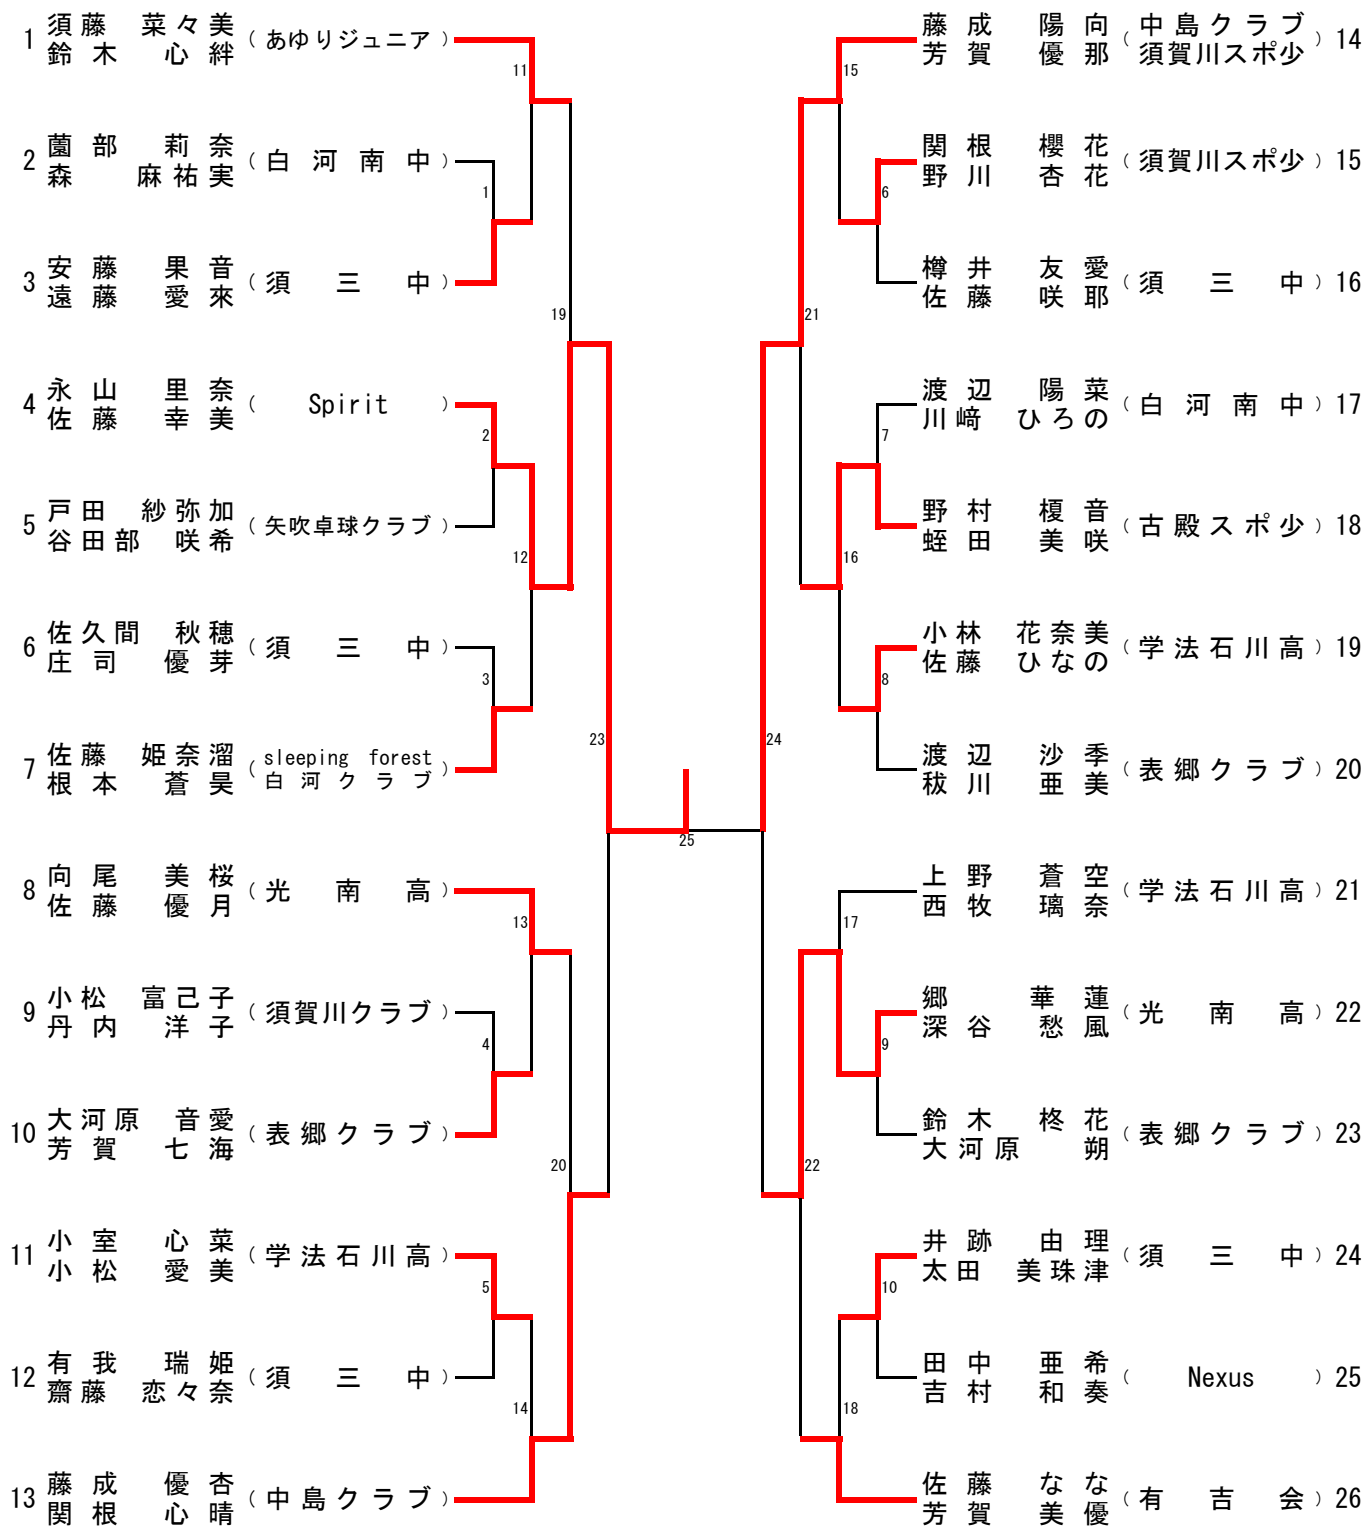 1 須藤 菜々美
鈴木 心絆
（あゆりジュニア）
2 薗部 莉奈
森 麻祐実
（白河南中）
3 安藤 果音
遠藤 愛來
（須三中）
4 永山 里奈
佐藤 幸美
（Spirit）
5 戸田 紗弥加
谷田部 咲希
（矢吹卓球クラブ）
6 佐久間 秋穂
庄司 優芽
（須三中）
7 佐藤 姫奈溜
根本 蒼昊
（sleeping forest
白河クラブ）
8 向尾 美桜
佐藤 優月
（光南高）
9 小松 富己子
丹内 洋子
（須賀川クラブ）
10 大河原 音愛
芳賀 七海
（表郷クラブ）
11 小室 心菜
小松 愛美
（学法石川高）
12 有我 瑞姫
齋藤 恋々奈
（須三中）
13 藤成 優杏
関根 心晴
（中島クラブ）
11
1
19
2
12
3
23
13
4
20
5
14
25
15
6
21
7
16
8
24
17
9
22
10
18
藤成 陽向（中島クラブ
芳賀 優那 須賀川スポ少）14
関根 櫻花
野川 杏花
（須賀川スポ少）15
樽井 友愛
佐藤 咲耶
（須三中）16
渡辺 陽菜
川﨑 ひろの
（白河南中）17
野村 榎音
蛭田 美咲
（古殿スポ少）18
小林 花奈美
佐藤 ひなの
（学法石川高）19
渡辺 沙季
秡川 亜美
（表郷クラブ）20
上野 蒼空
西牧 璃奈
（学法石川高）21
郷 華蓮
深谷 愁風
（光南高）22
鈴木 柊花
大河原 朔
（表郷クラブ）23
井跡 由理
太田 美珠津
（須三中）24
田中 亜希
吉村 和奏
（Nexus）25
佐藤 なな
芳賀 美優
（有吉会）26